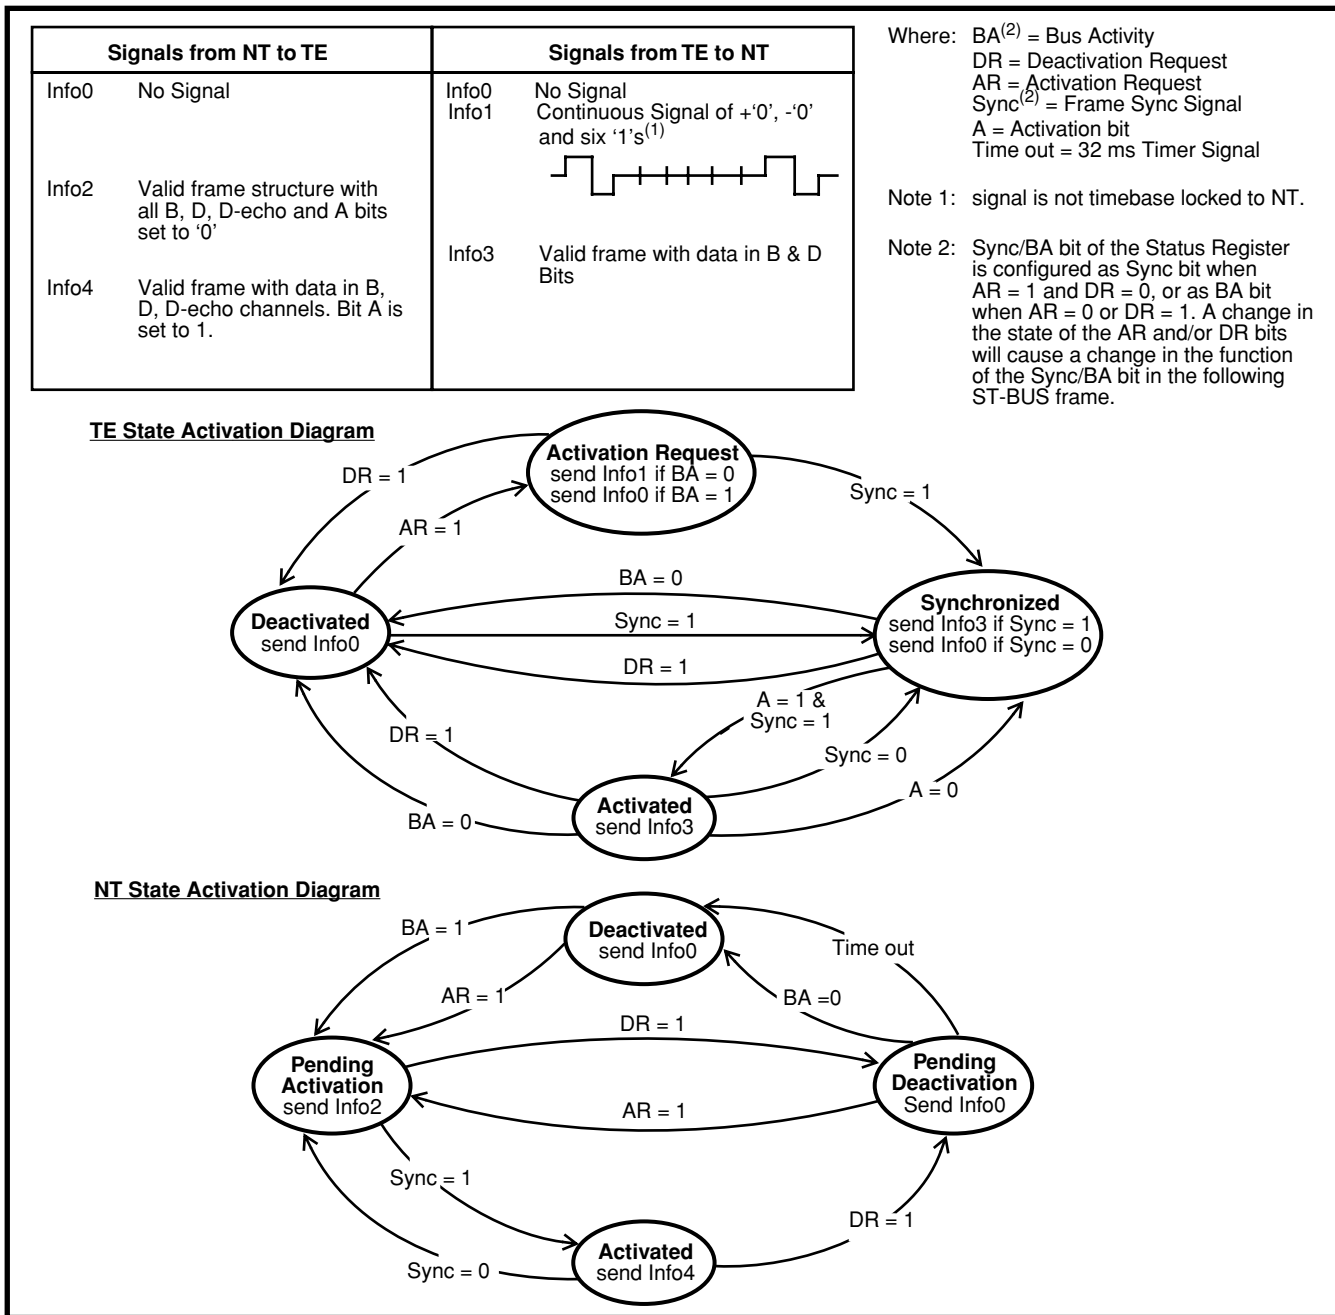 Signals from NT to TE
Signals from TE to NT
Info0 No Signal
Info2 Valid frame structure with
all B, D, D-echo and A bits
set to ‘0’
Info4 Valid frame with data in B,
D, D-echo channels. Bit A is
set to 1.
Info0 No Signal
Info1 Continuous Signal of +‘0’, -‘0’
and six ‘1’s(1)
Info3 Valid frame with data in B & D
Bits
Where: BA(2) = Bus Activity
DR = Deactivation Request
AR = Activation Request
Sync(2) = Frame Sync Signal
A = Activation bit
Time out = 32 ms Timer Signal
Note 1: signal is not timebase locked to NT.
Note 2: Sync/BA bit of the Status Register
is configured as Sync bit when
AR = 1 and DR = 0, or as BA bit
when AR = 0 or DR = 1. A change in
the state of the AR and/or DR bits
will cause a change in the function
of the Sync/BA bit in the following
ST-BUS frame.
TE State Activation Diagram
Activation Request
send Info1 if BA = 0
send Info0 if BA = 1
DR = 1
Sync = 1
AR = 1
BA = 0
Deactivated
send Info0
Sync = 1
Synchronized
send Info3 if Sync = 1
send Info0 if Sync = 0
DR = 1
A = 1 &
Sync = 1
DR = 1
Sync = 0
A = 0
BA = 0
Activated
send Info3
NT State Activation Diagram
BA = 1
Deactivated
send Info0
Time out
AR = 1
BA =0
DR = 1
Pending
Activation
send Info2
Pending
Deactivation
Send Info0
AR = 1
Sync = 1
DR = 1
Sync = 0
Activated
send Info4